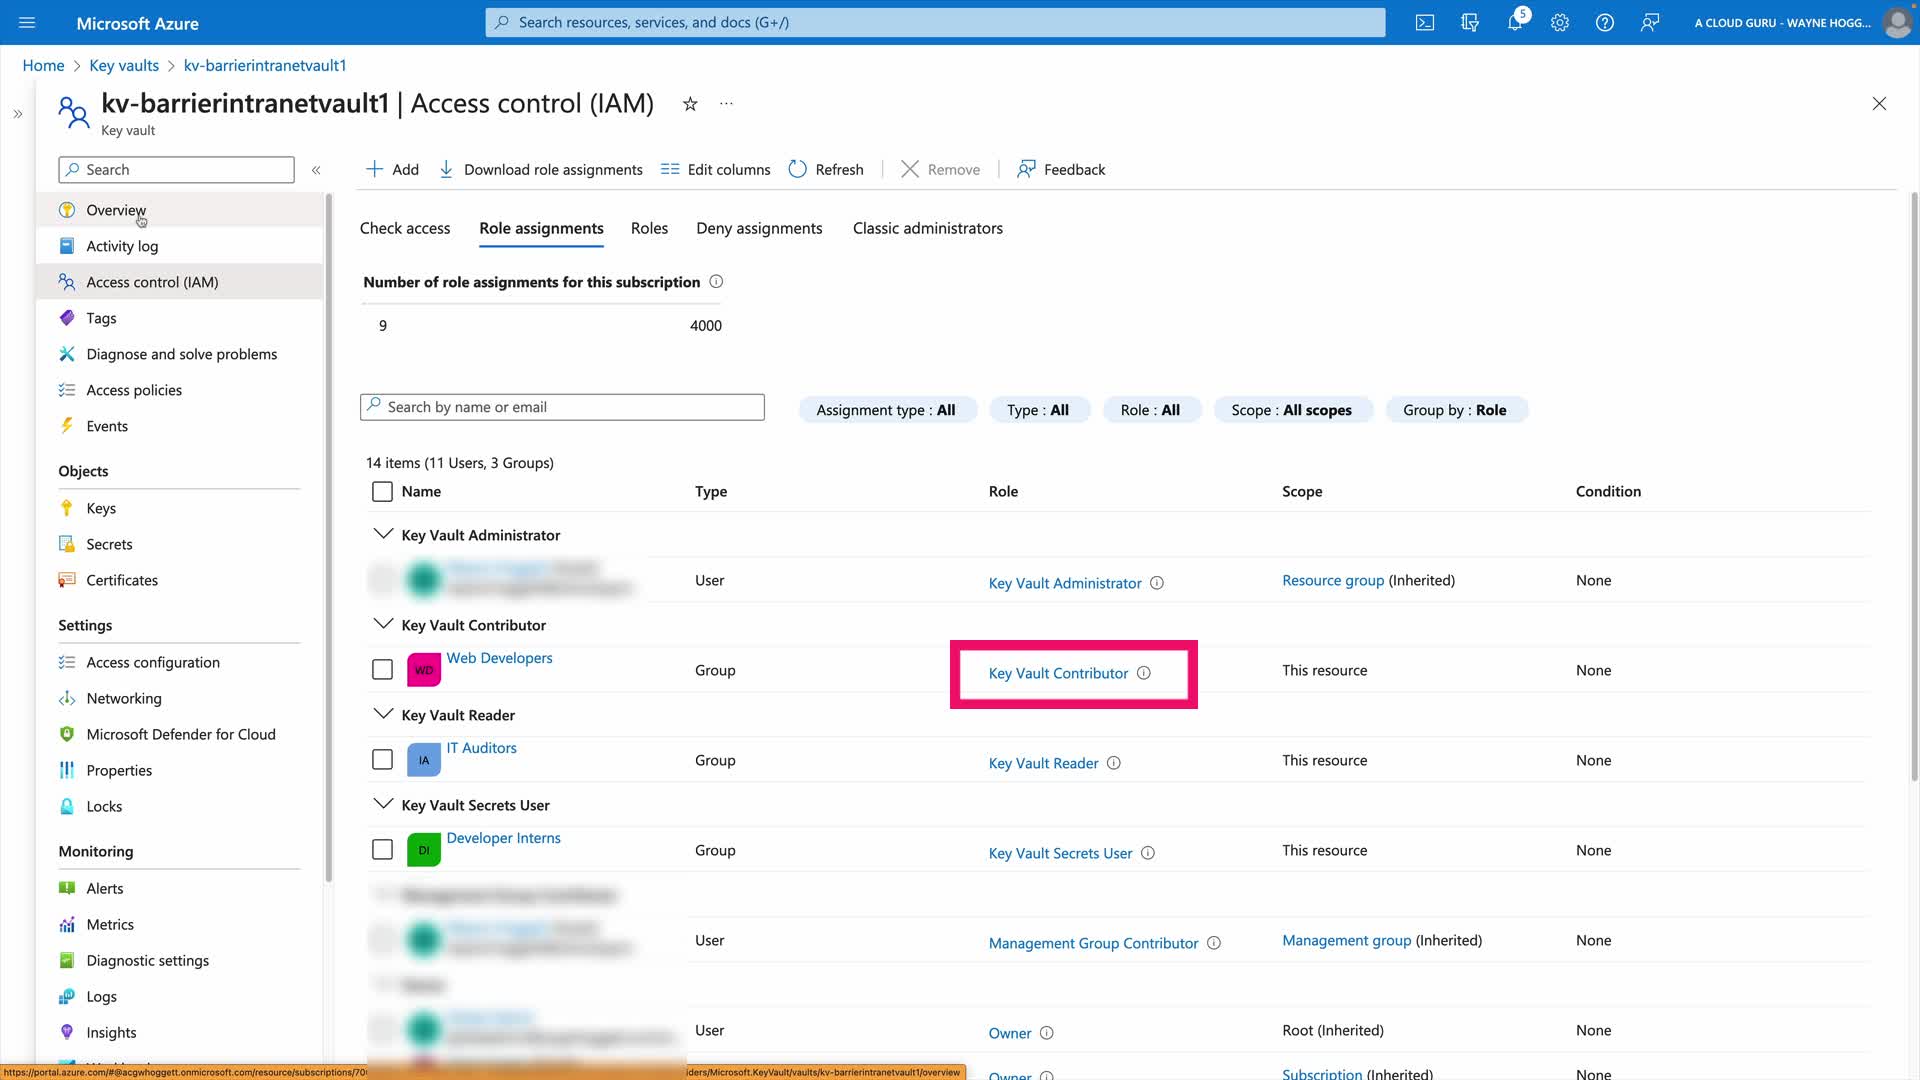 Microsoft Azure
Search resources, services, and docs (G+/)
5
A CLOUD GURU - WAYNE HOGG...
Home > Key vaults > kv-barrierintranetvault1
kv-barrierintranetvault1 | Access control (IAM)
Key vault
Search
Add
Download role assignments
Edit columns
Refresh
Remove
Feedback
Overview
Activity log
Access control (IAM)
Tags
Diagnose and solve problems
Access policies
Events
Objects
Keys
Secrets
Certificates
Settings
Access configuration
Networking
Microsoft Defender for Cloud
Properties
Locks
Monitoring
Alerts
Metrics
Diagnostic settings
Logs
Insights
Check access Role assignments Roles Deny assignments Classic administrators
Number of role assignments for this subscription
9 4000
Search by name or email
Assignment type : All
Type : All
Role : All
Scope : All scopes
Group by : Role
14 items (11 Users, 3 Groups)
Name Type Role Scope Condition
Key Vault Administrator
User Key Vault Administrator Resource group (Inherited) None
Key Vault Contributor
WD Web Developers Group Key Vault Contributor This resource None
Key Vault Reader
IA IT Auditors Group Key Vault Reader This resource None
Key Vault Secrets User
DI Developer Interns Group Key Vault Secrets User This resource None
User Management Group Contributor Management group (Inherited) None
User Owner Root (Inherited) None
Owner Subscription (Inherited) None
https://portal.azure.com/#@acgwhoggett.onmicrosoft.com/resource/subscriptions/70
iders/Microsoft.KeyVault/vaults/kv-barrierintranetvault1/overview